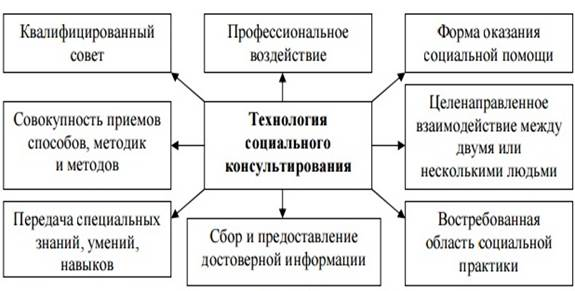 Квалифицированный
совет
Профессиональное
воздействие
Форма оказания
социальной помощи
Совокупность приемов
способов, методик
и методов
Технология
социального
консультирования
Целенаправленное
взаимодействие между
двумя или
несколькими людьми
Передача специальных
знаний, умений,
навыков
Сбор и предоставление
достоверной информации
Востребованная
область социальной
практики